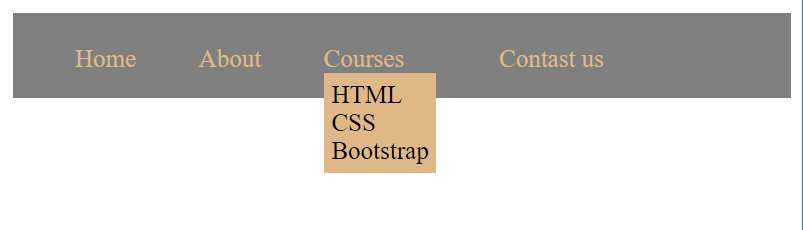 Home About Courses Contast us
HTML
CSS
Bootstrap